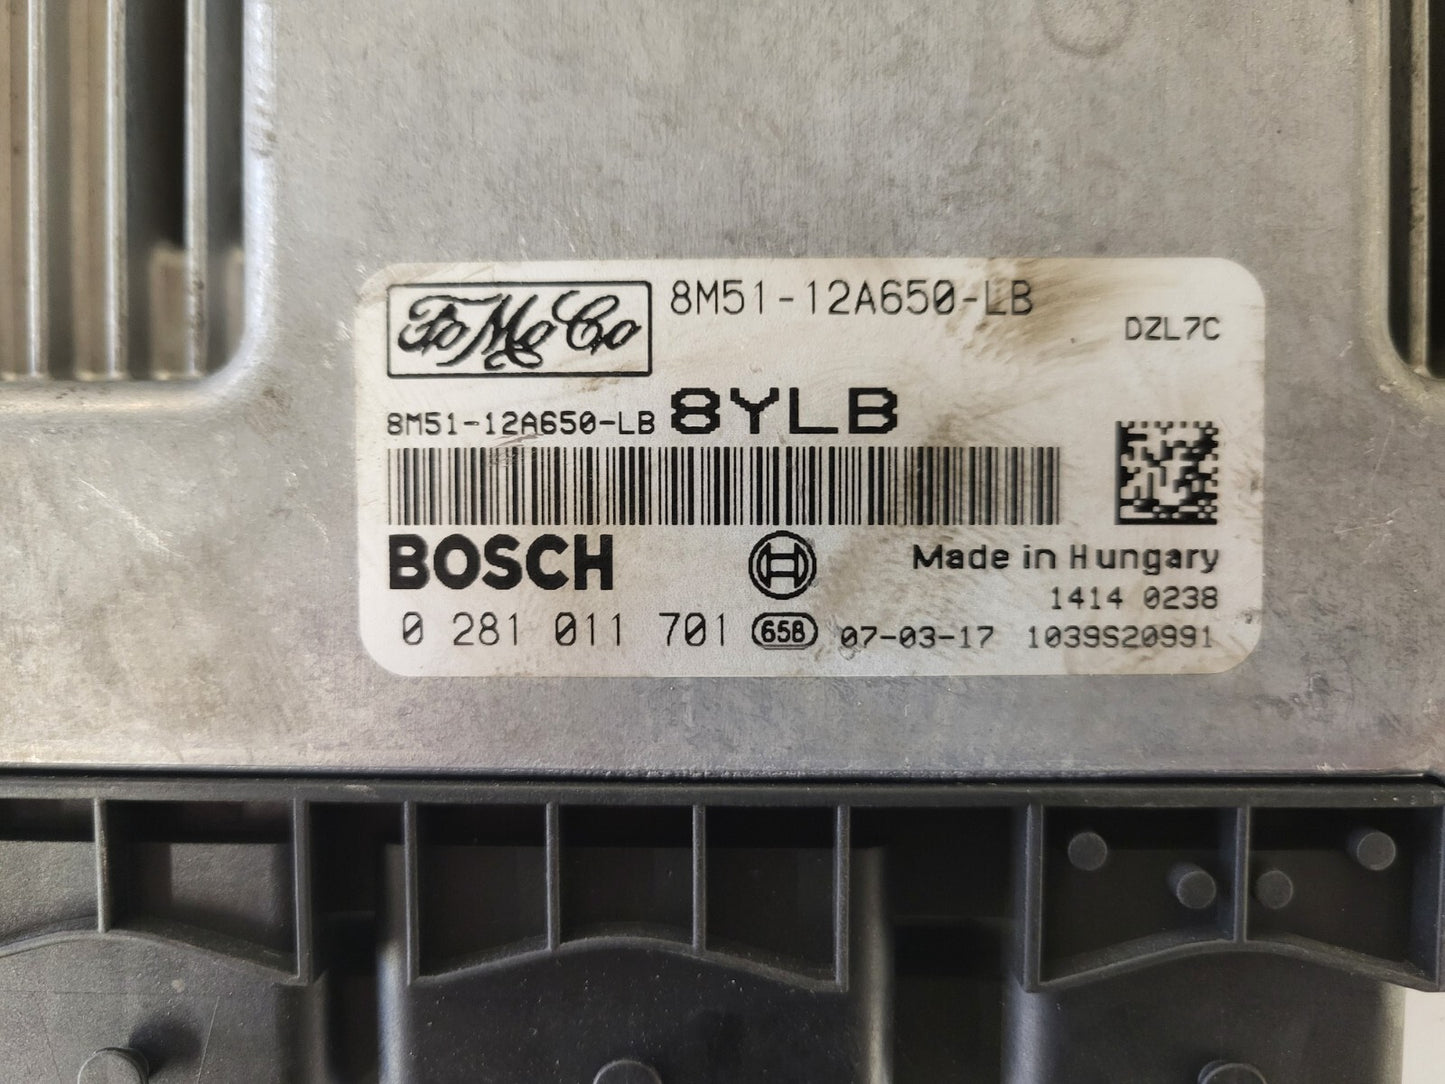 FoMoCo
8M51-12A650-LB
DZL7C
8M51-12A650-LB 8YLB
BOSCH
Made in Hungary
1414 0238
0 281 011 701 658 07-03-17 1039S20991